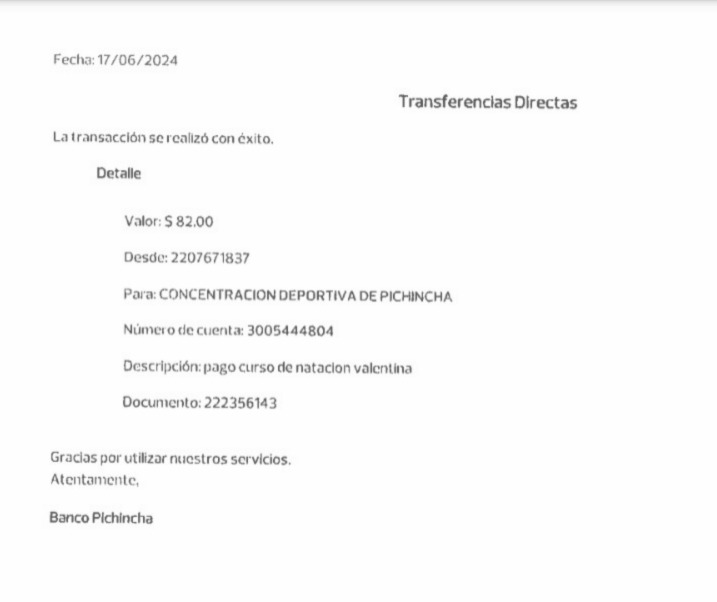 Fecha: 17/06/2024
Transferencias Directas
La transacción se realizó con éxito.
Detalle
Valor: $ 82.00
Desde: 2207671837
Para: CONCENTRACION DEPORTIVA DE PICHINCHA
Número de cuenta: 3005444804
Descripción: pago curso de natacion valentina
Documento: 222356143
Gracias por utilizar nuestros servicios.
Atentamente,
Banco Pichincha